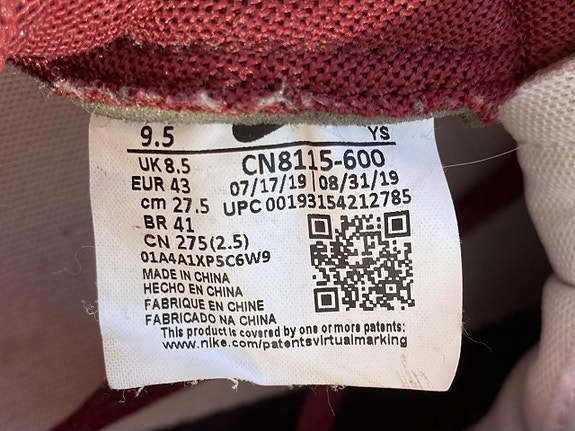 9.5 YS
UK 8.5 CN8115-600
EUR 43 07/17/19 | 08/31/19
cm 27.5 UPC 00193154212785
BR 41
CN 275(2.5)
01A4A1XP5C6W9
MADE IN CHINA
HECHO EN CHINA
FABRIQUE EN CHINE
FABRICADO NA CHINA
This product is covered by one or more patents:
www.nike.com/patentsvirtualmarking